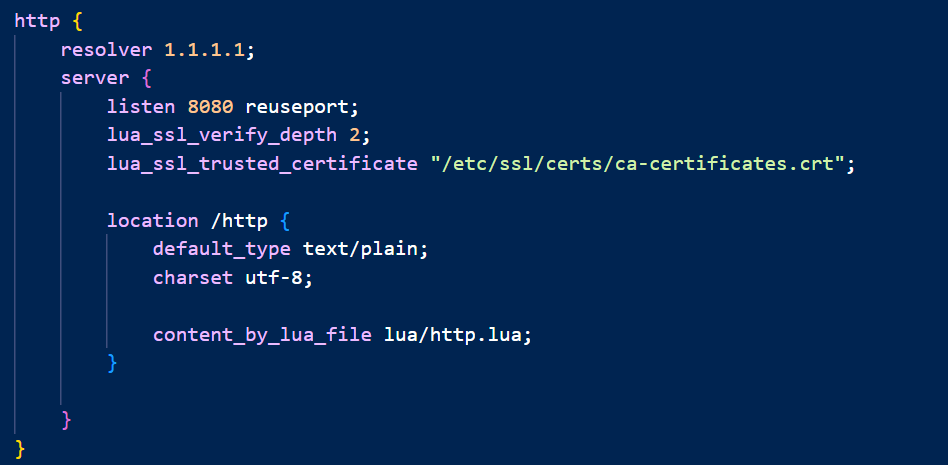 http {
    resolver 1.1.1.1;
    server {
        listen 8080 reuseport;
        lua_ssl_verify_depth 2;
        lua_ssl_trusted_certificate "/etc/ssl/certs/ca-certificates.crt";

        location /http {
            default_type text/plain;
            charset utf-8;

            content_by_lua_file lua/http.lua;
        }

    }
}